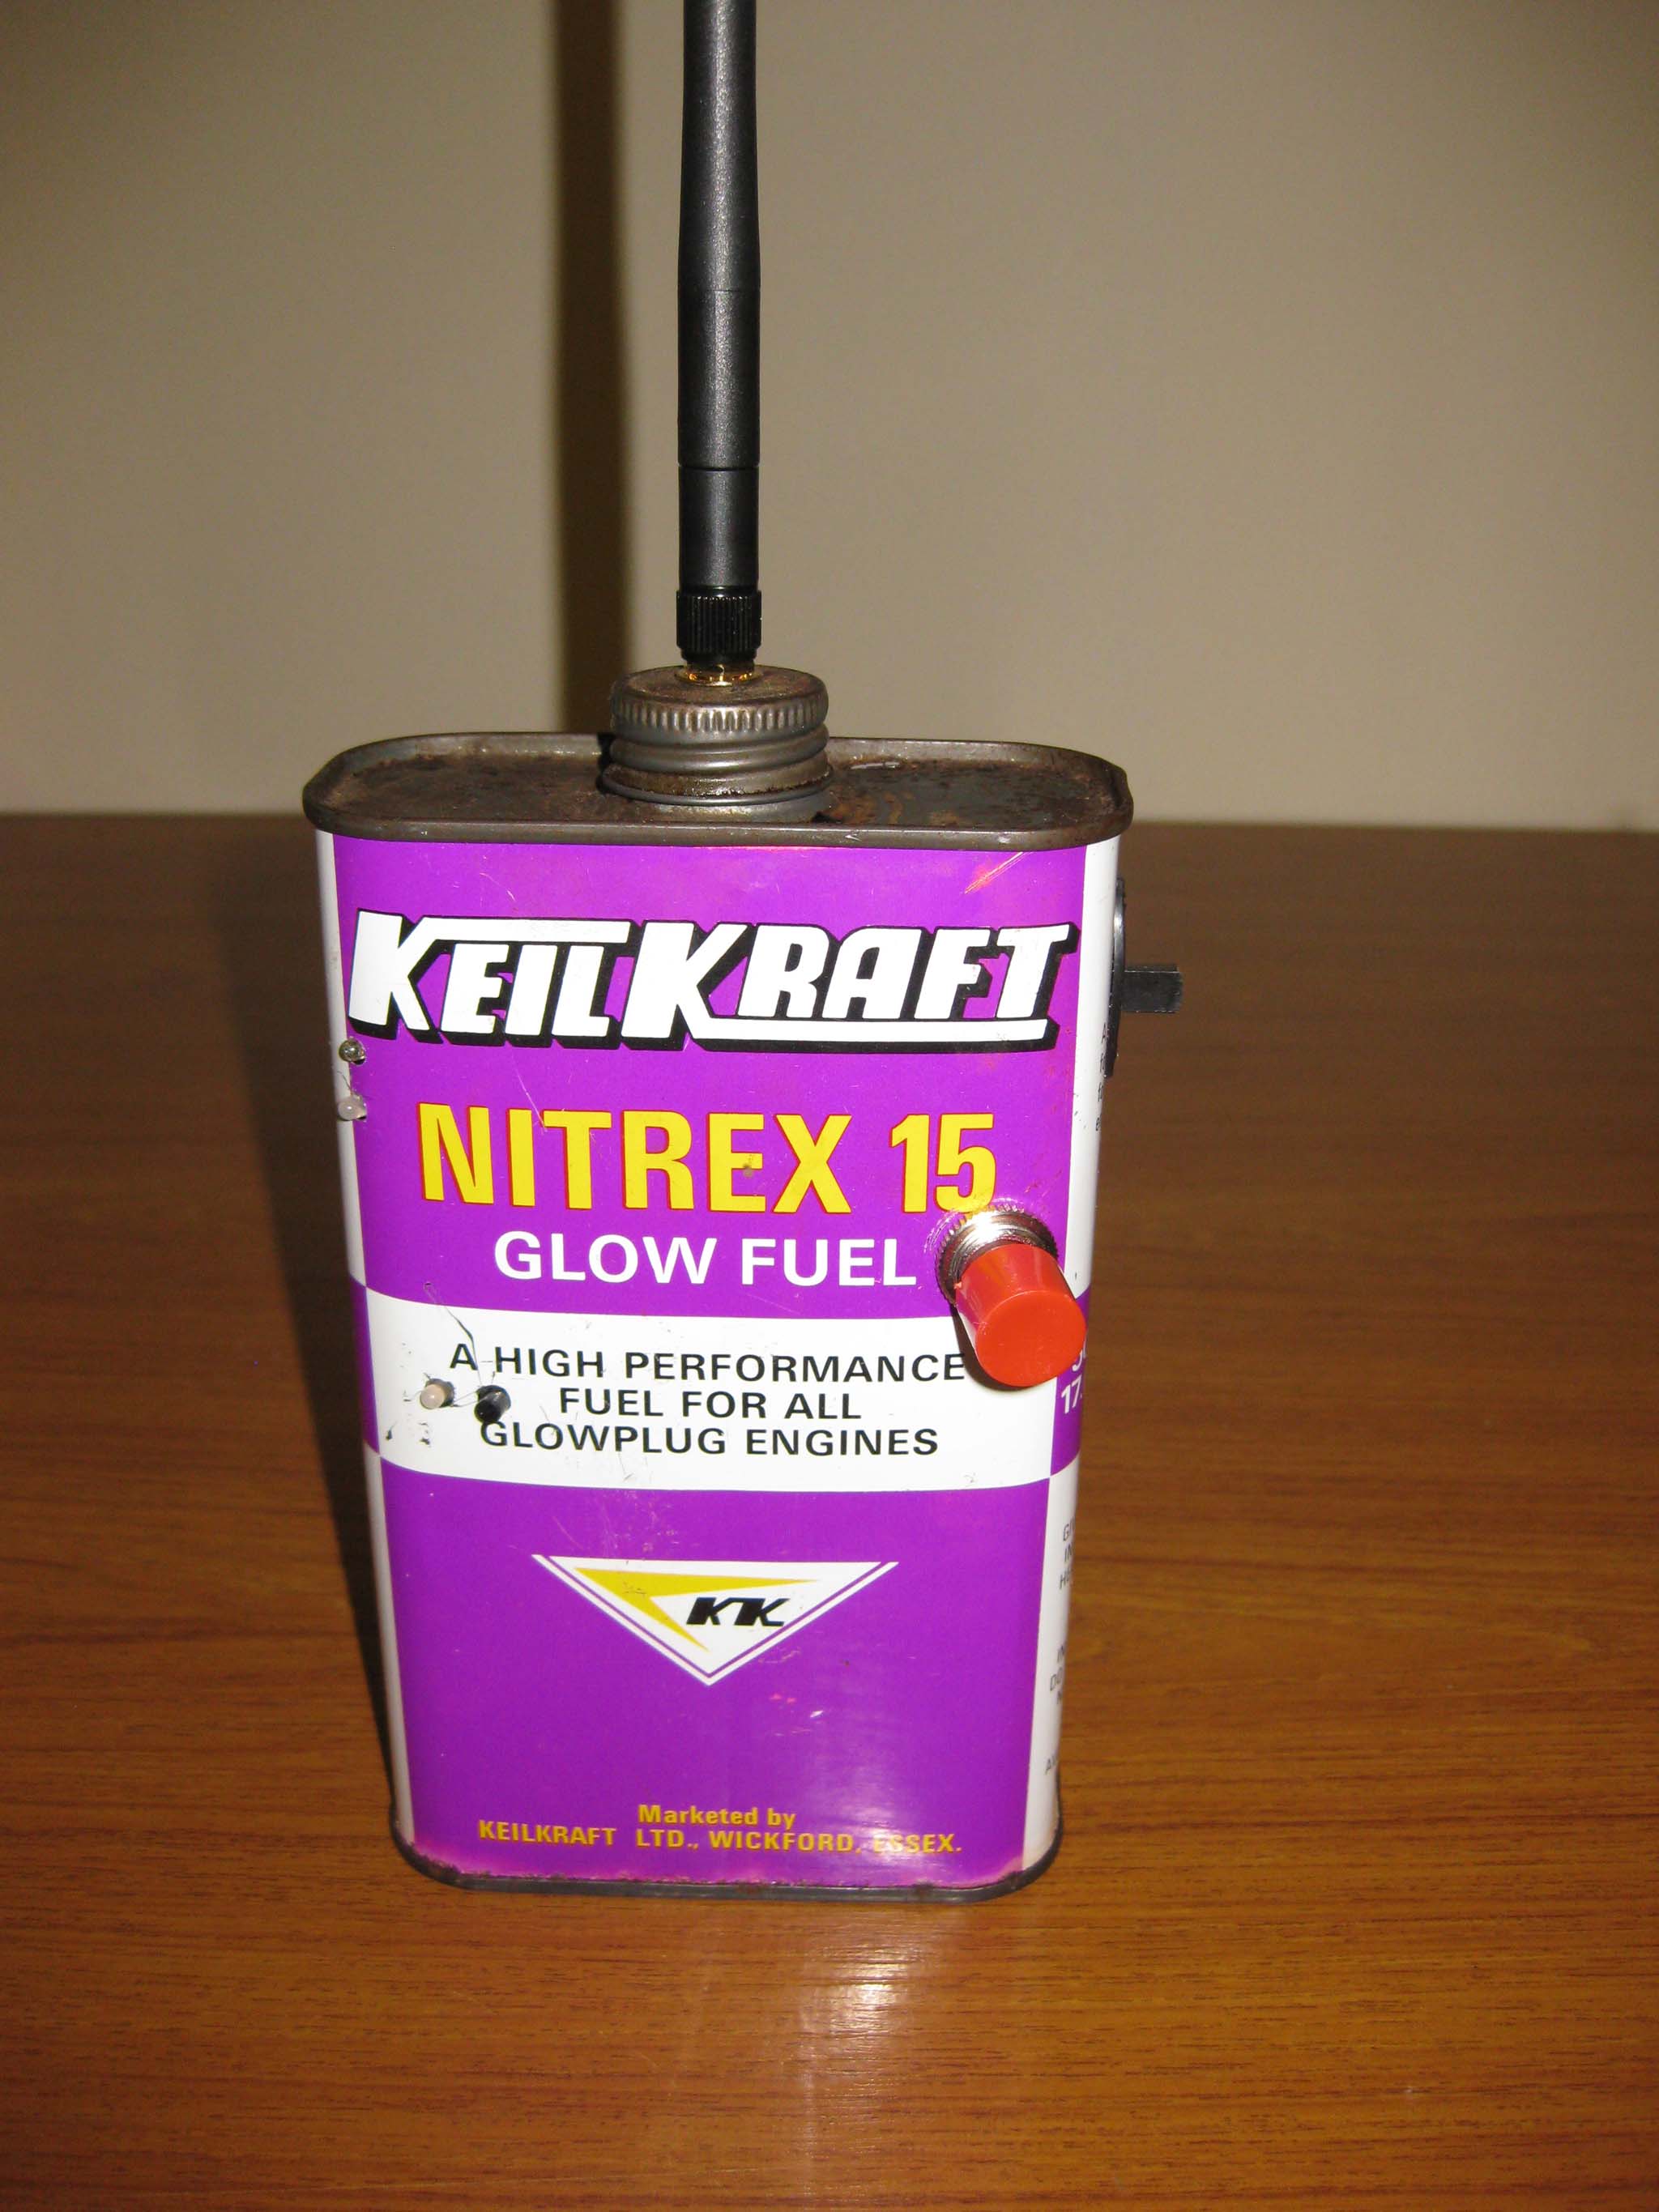 KEILKRAFT
NITREX 15
GLOW FUEL
A HIGH PERFORMANCE
FUEL FOR ALL
GLOWPLUG ENGINES
KK
Marketed by
KEILKRAFT LTD., WICKFORD, ESSEX.
17.